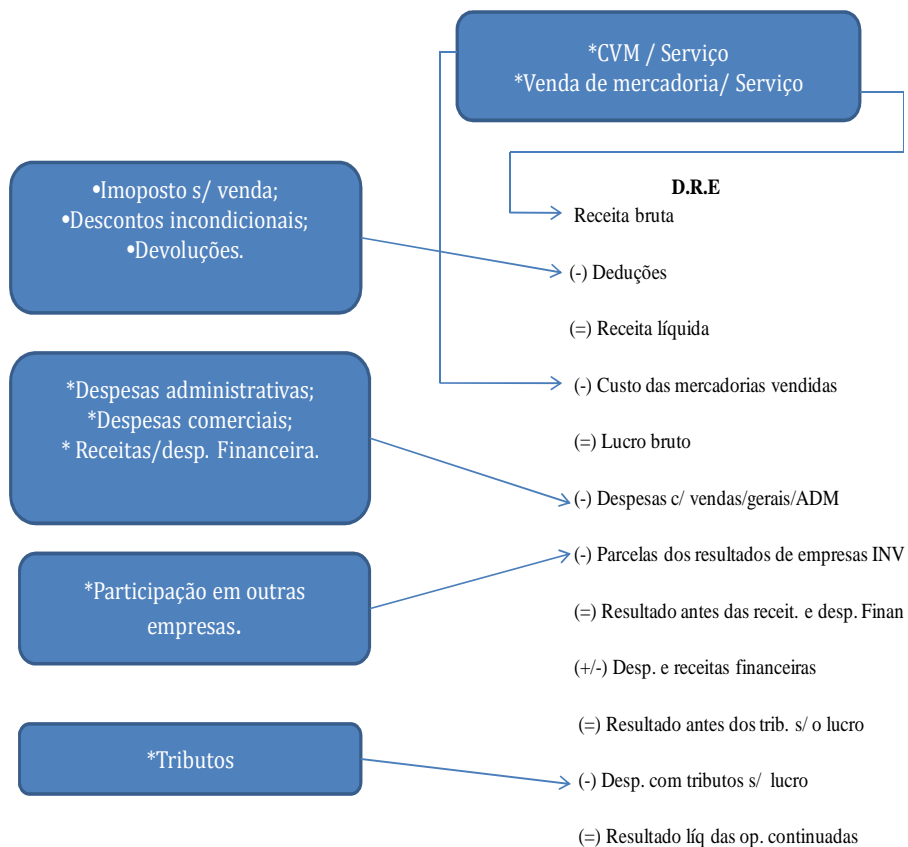 *CVM / Serviço
*Venda de mercadoria/ Serviço
•Imoposto s/ venda;
•Descontos incondicionais;
•Devoluções.
*Despesas administrativas;
*Despesas comerciais;
* Receitas/desp. Financeira.
*Participação em outras
empresas.
*Tributos
D.R.E
Receita bruta
(-) Deduções
(=) Receita líquida
(-) Custo das mercadorias vendidas
(=) Lucro bruto
(-) Despesas c/ vendas/gerais/ADM
(-) Parcelas dos resultados de empresas INV
(=) Resultado antes das receit. e desp. Finan
(+/-) Desp. e receitas financeiras
(=) Resultado antes dos trib. s/ o lucro
(-) Desp. com tributos s/ lucro
(=) Resultado líq das op. continuadas